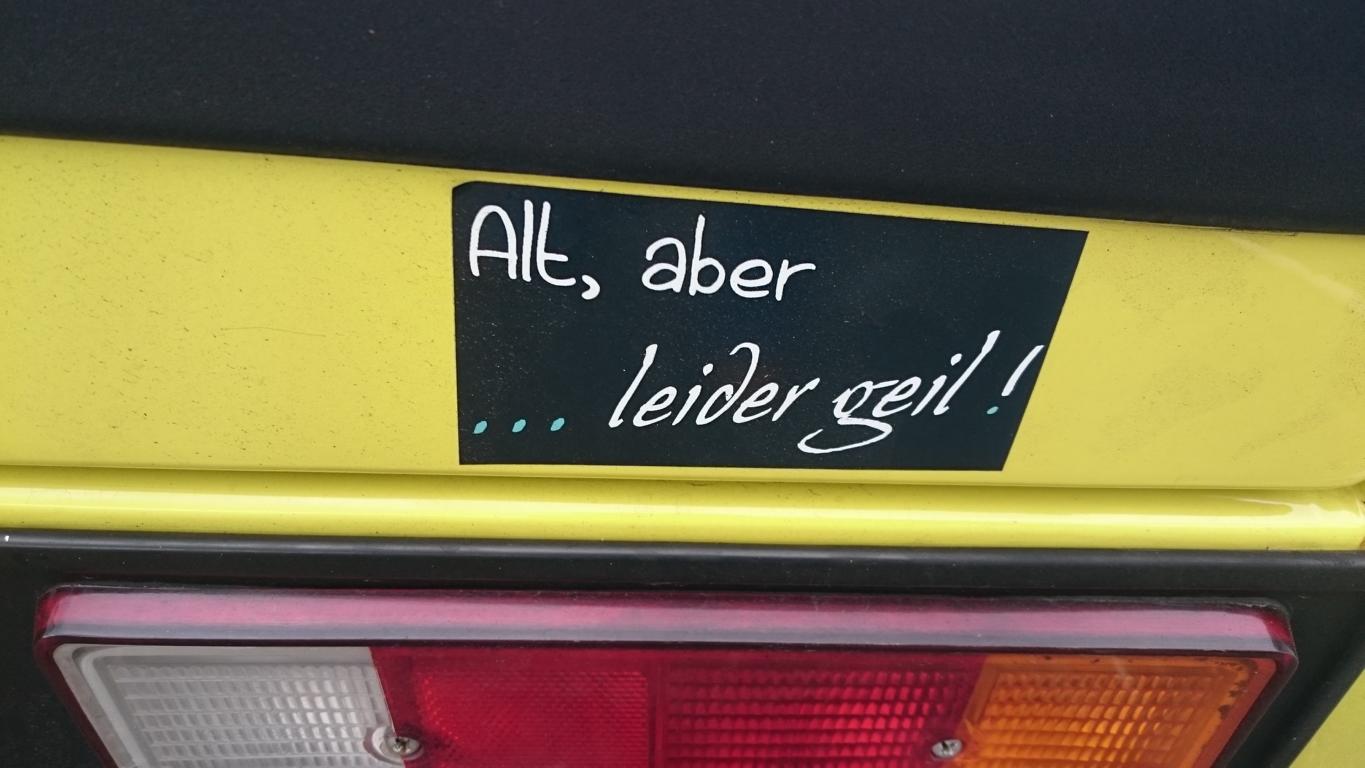 Alt, aber
... leider geil!